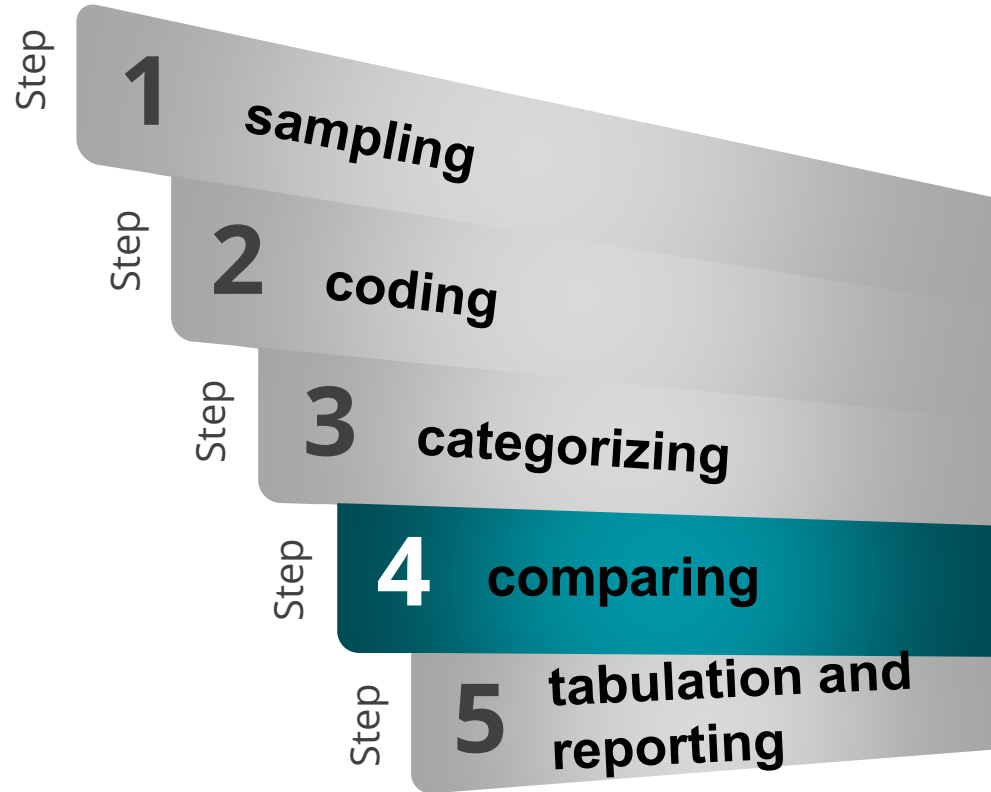 Step
1
sampling
Step
2
coding
Step
3
categorizing
Step
4
comparing
Step
5
tabulation and
reporting